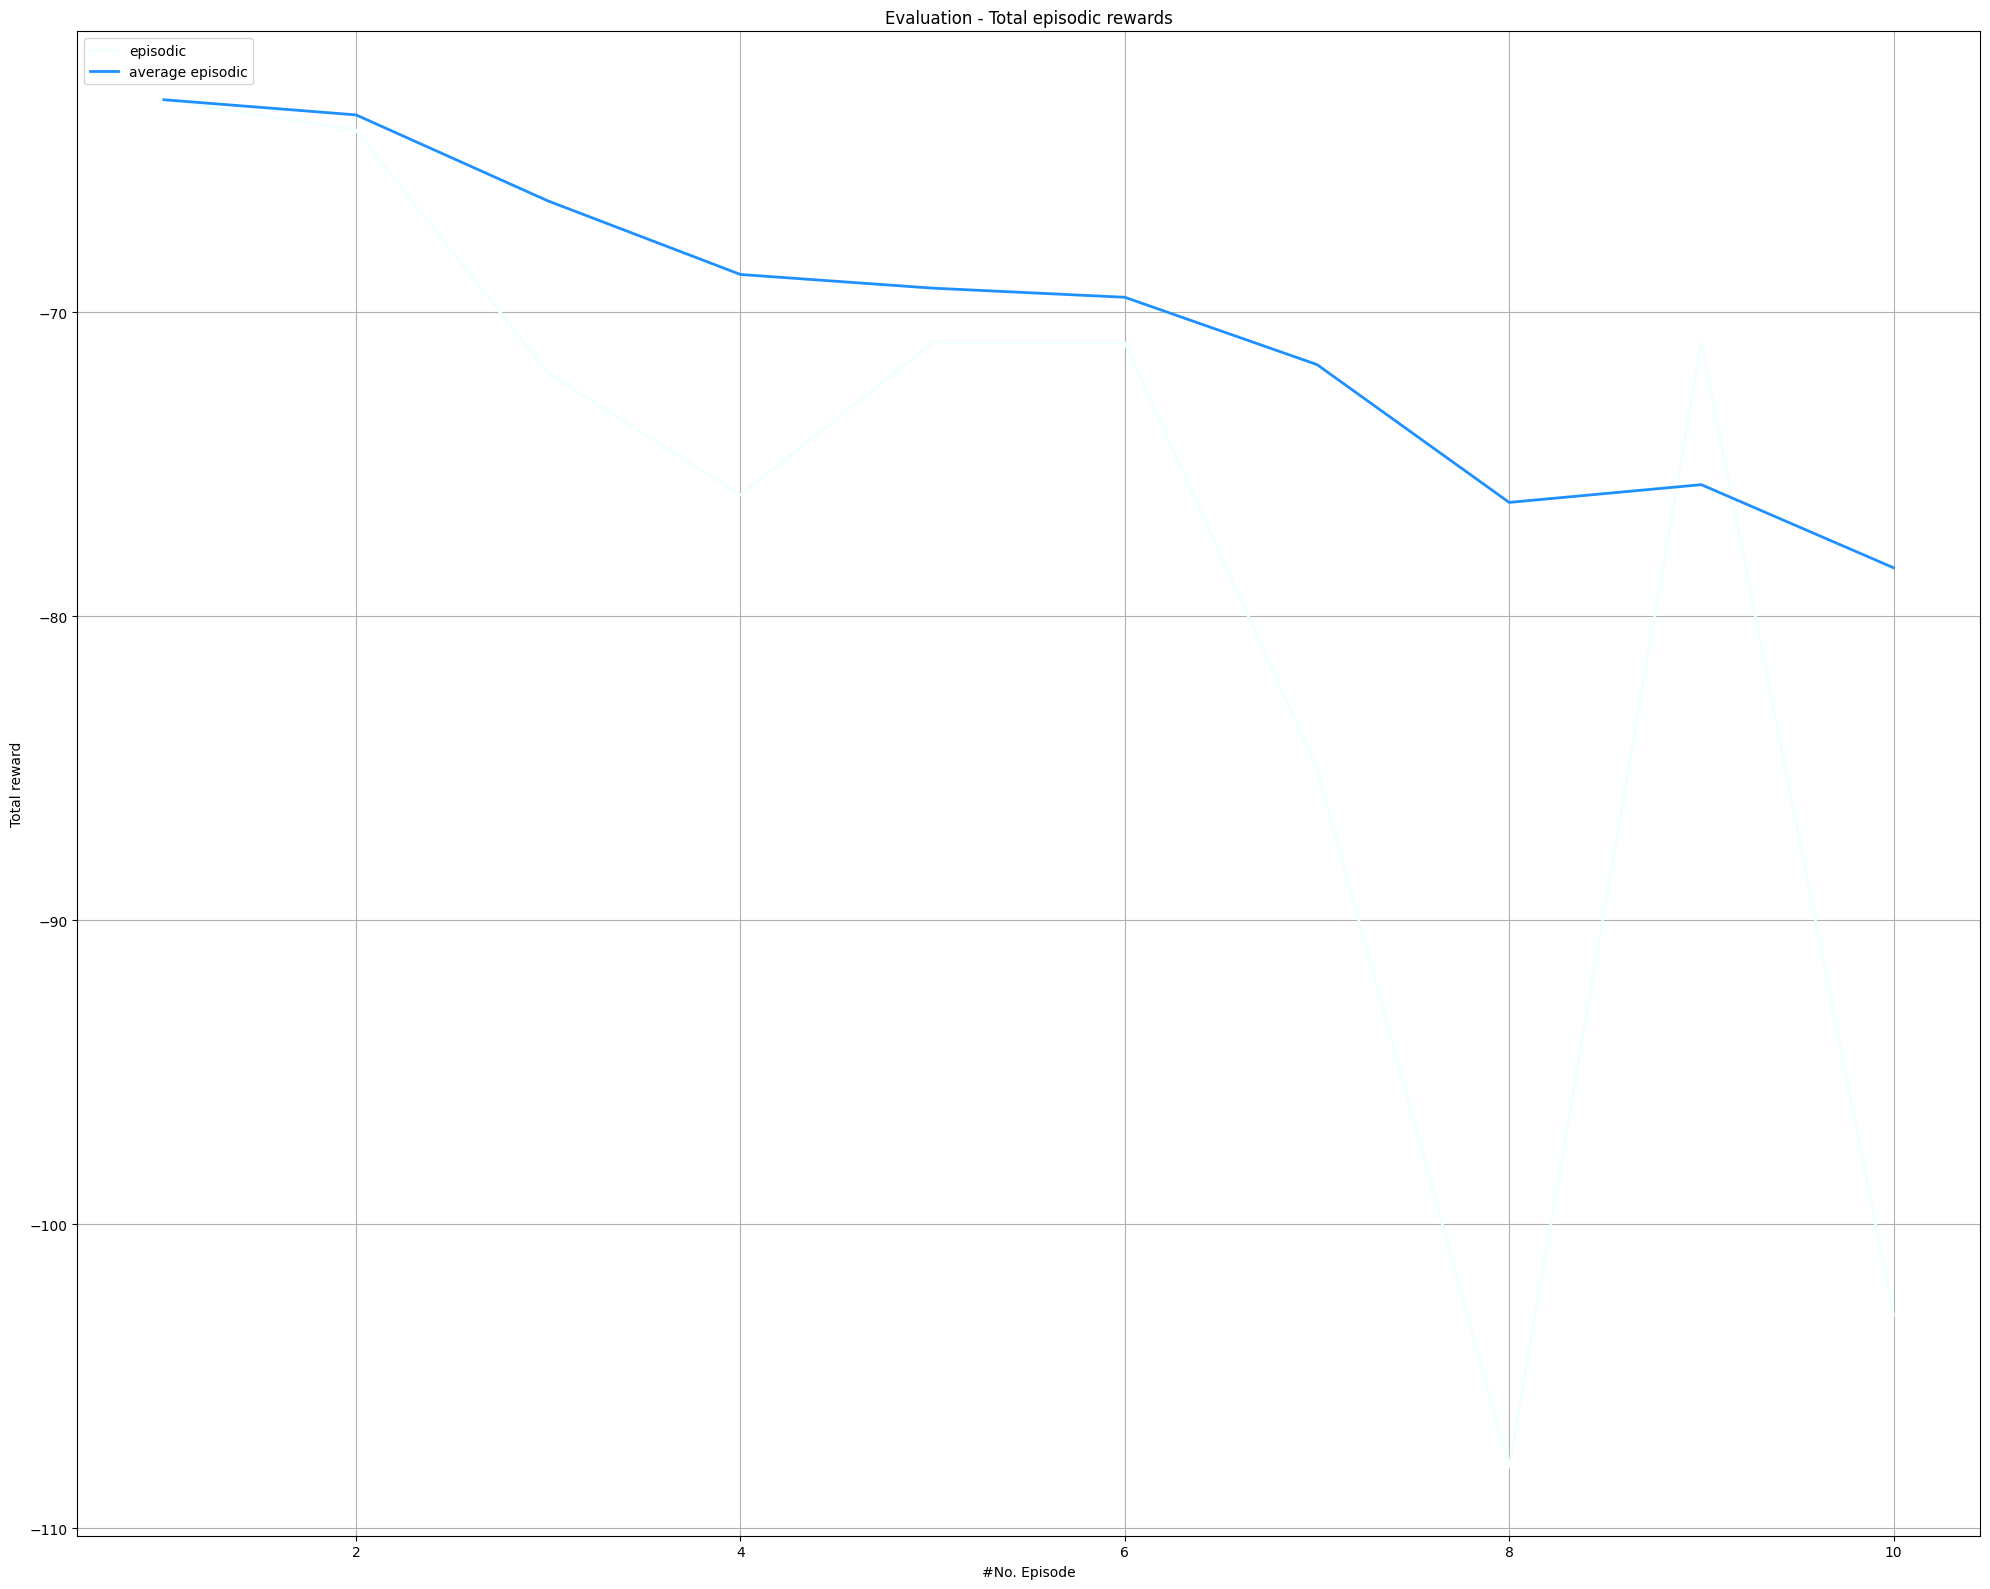 Evaluation - Total episodic rewards
episodic
average episodic
−70
−80
−90
−100
−110
Total reward
2
4
6
8
10
#No. Episode